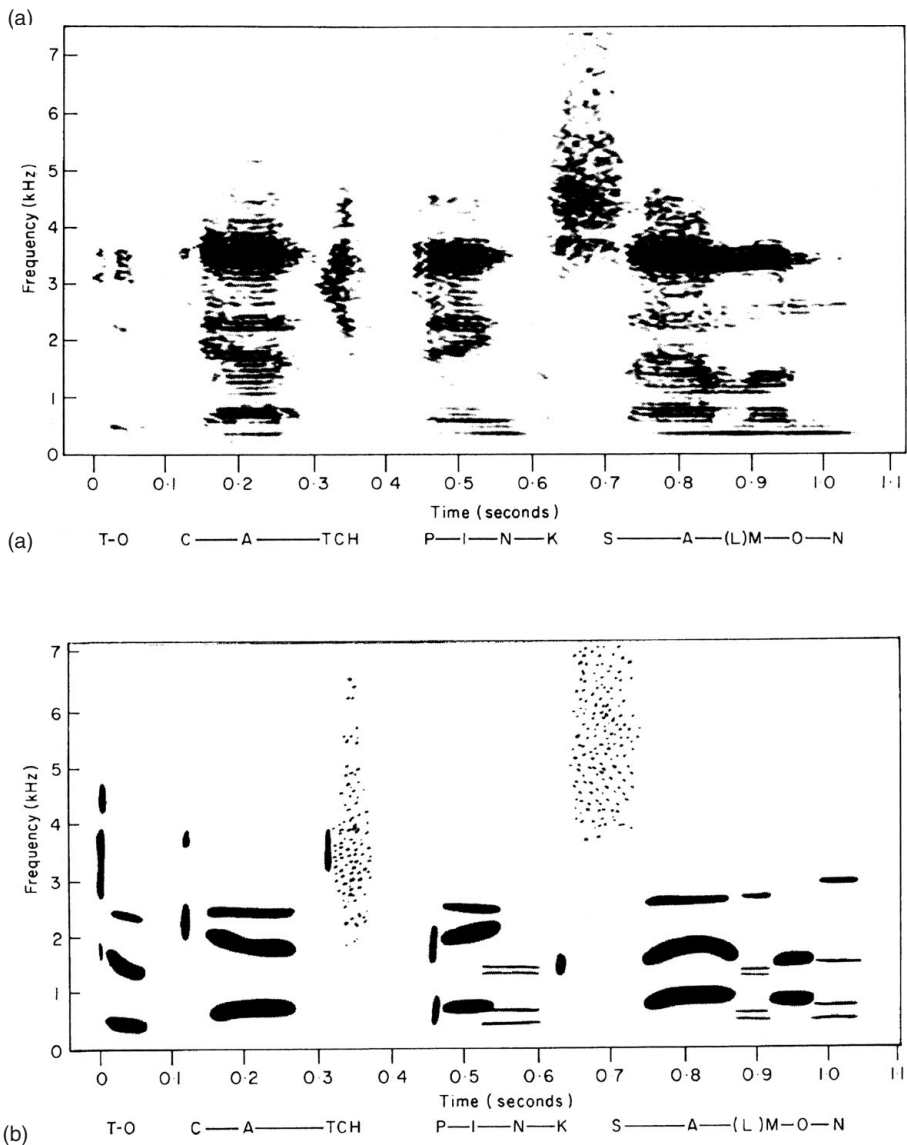 (a)
7
6
5
4
3
2
1
0
Frequency (kHz)
0 0·1 0·2 0·3 0·4 0·5 0·6 0·7 0·8 0·9 1·0 1·1
Time (seconds)
(a) T-O C—A—TCH P—I—N—K S—A—(L)M—O—N
7
6
5
4
3
2
1
0
Frequency (kHz)
0 0·1 0·2 0·3 0·4 0·5 0·6 0·7 0·8 0·9 1·0 1·1
Time (seconds)
(b) T-O C—A—TCH P—I—N—K S—A—(L)M—O—N